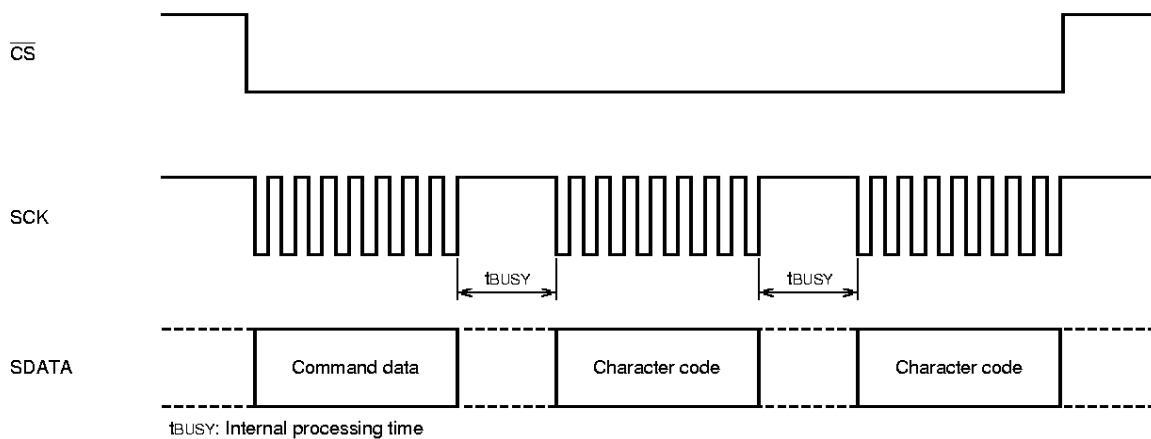 CS
SCK
tBUSY tBUSY
SDATA Command data Character code Character code
tBUSY: Internal processing time